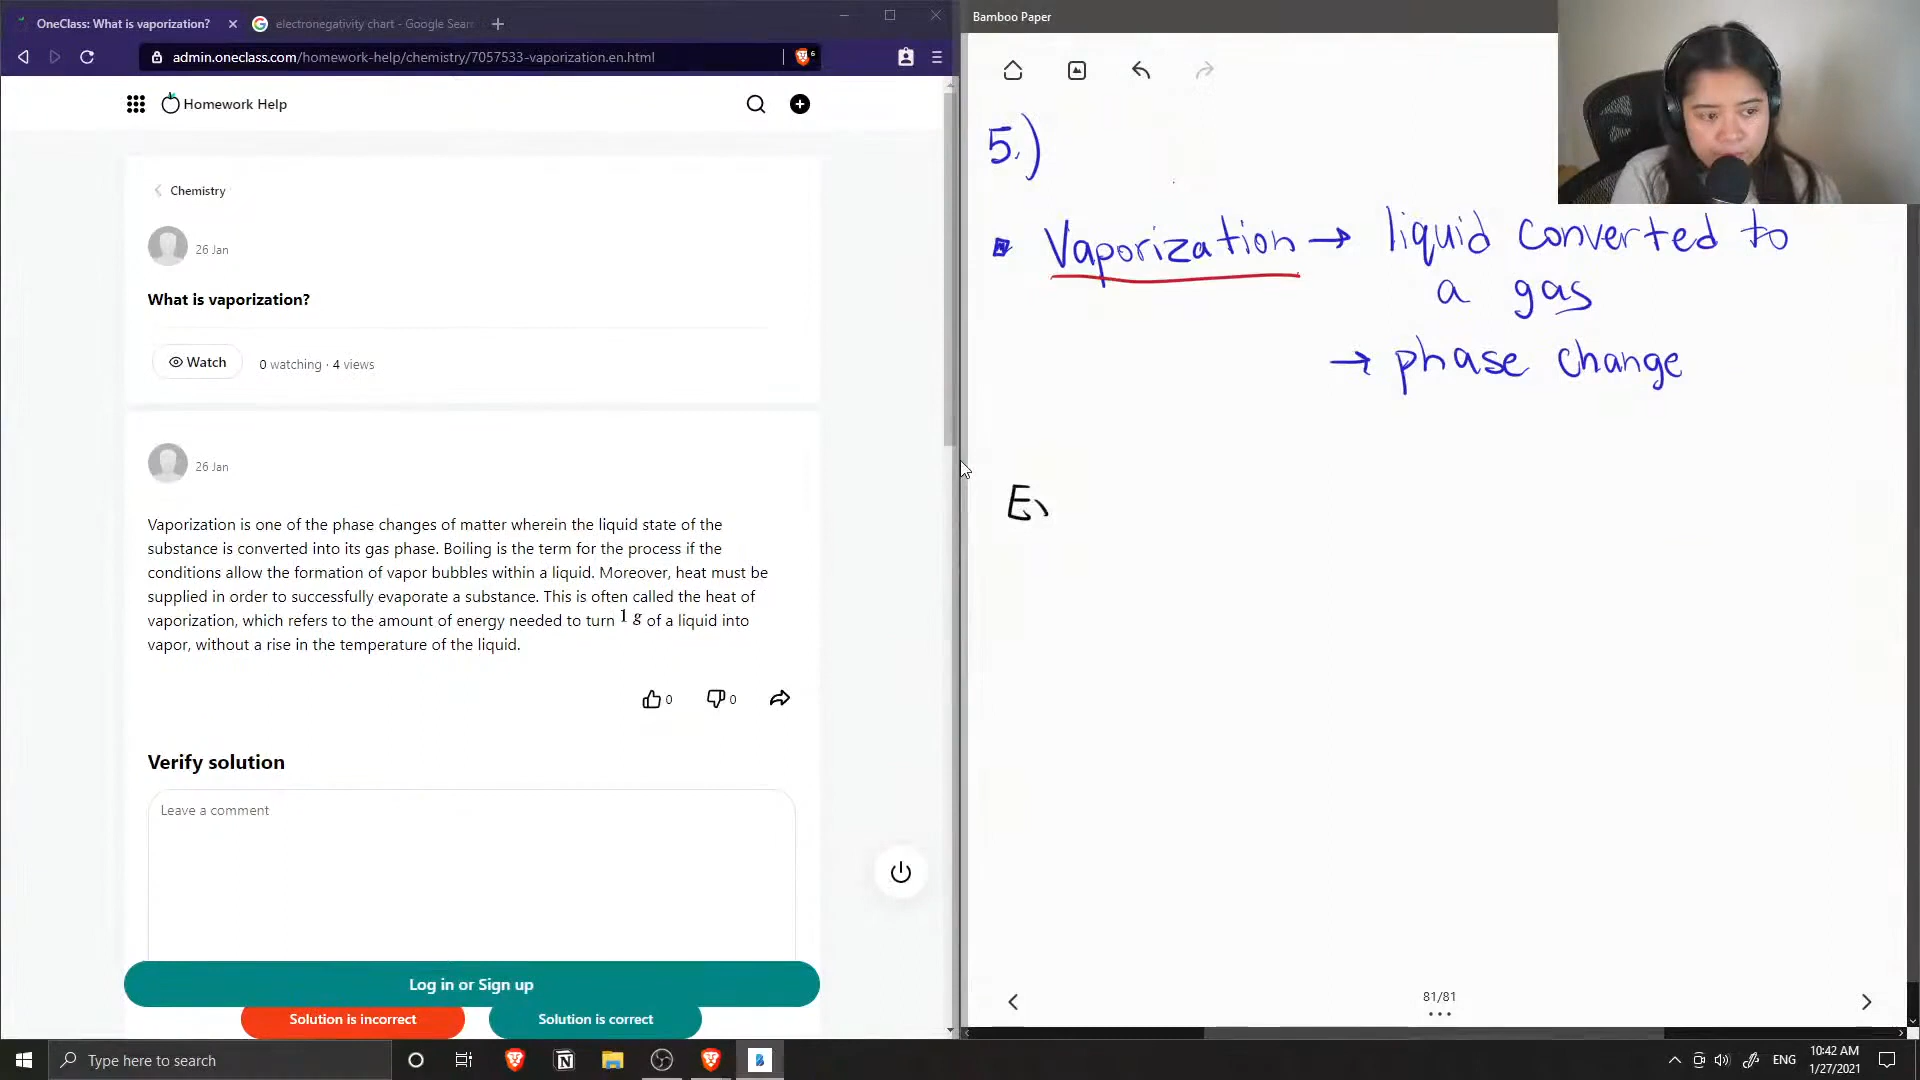 OneClass: What is vaporization?
electronegativity chart - Google Sear
admin.oneclass.com/homework-help/chemistry/7057533-vaporization.en.html
6
Homework Help
Chemistry
26 Jan
What is vaporization?
Watch
0 watching · 4 views
26 Jan
Vaporization is one of the phase changes of matter wherein the liquid state of the
substance is converted into its gas phase. Boiling is the term for the process if the
conditions allow the formation of vapor bubbles within a liquid. Moreover, heat must be
supplied in order to successfully evaporate a substance. This is often called the heat of
vaporization, which refers to the amount of energy needed to turn 1 g of a liquid into
vapor, without a rise in the temperature of the liquid.
0
0
Verify solution
Leave a comment
Log in or Sign up
Solution is incorrect
Solution is correct
Bamboo Paper
5.)
Vaporization → liquid converted to
a gas
→ phase change
81/81
Type here to search
ENG
10:42 AM
1/27/2021